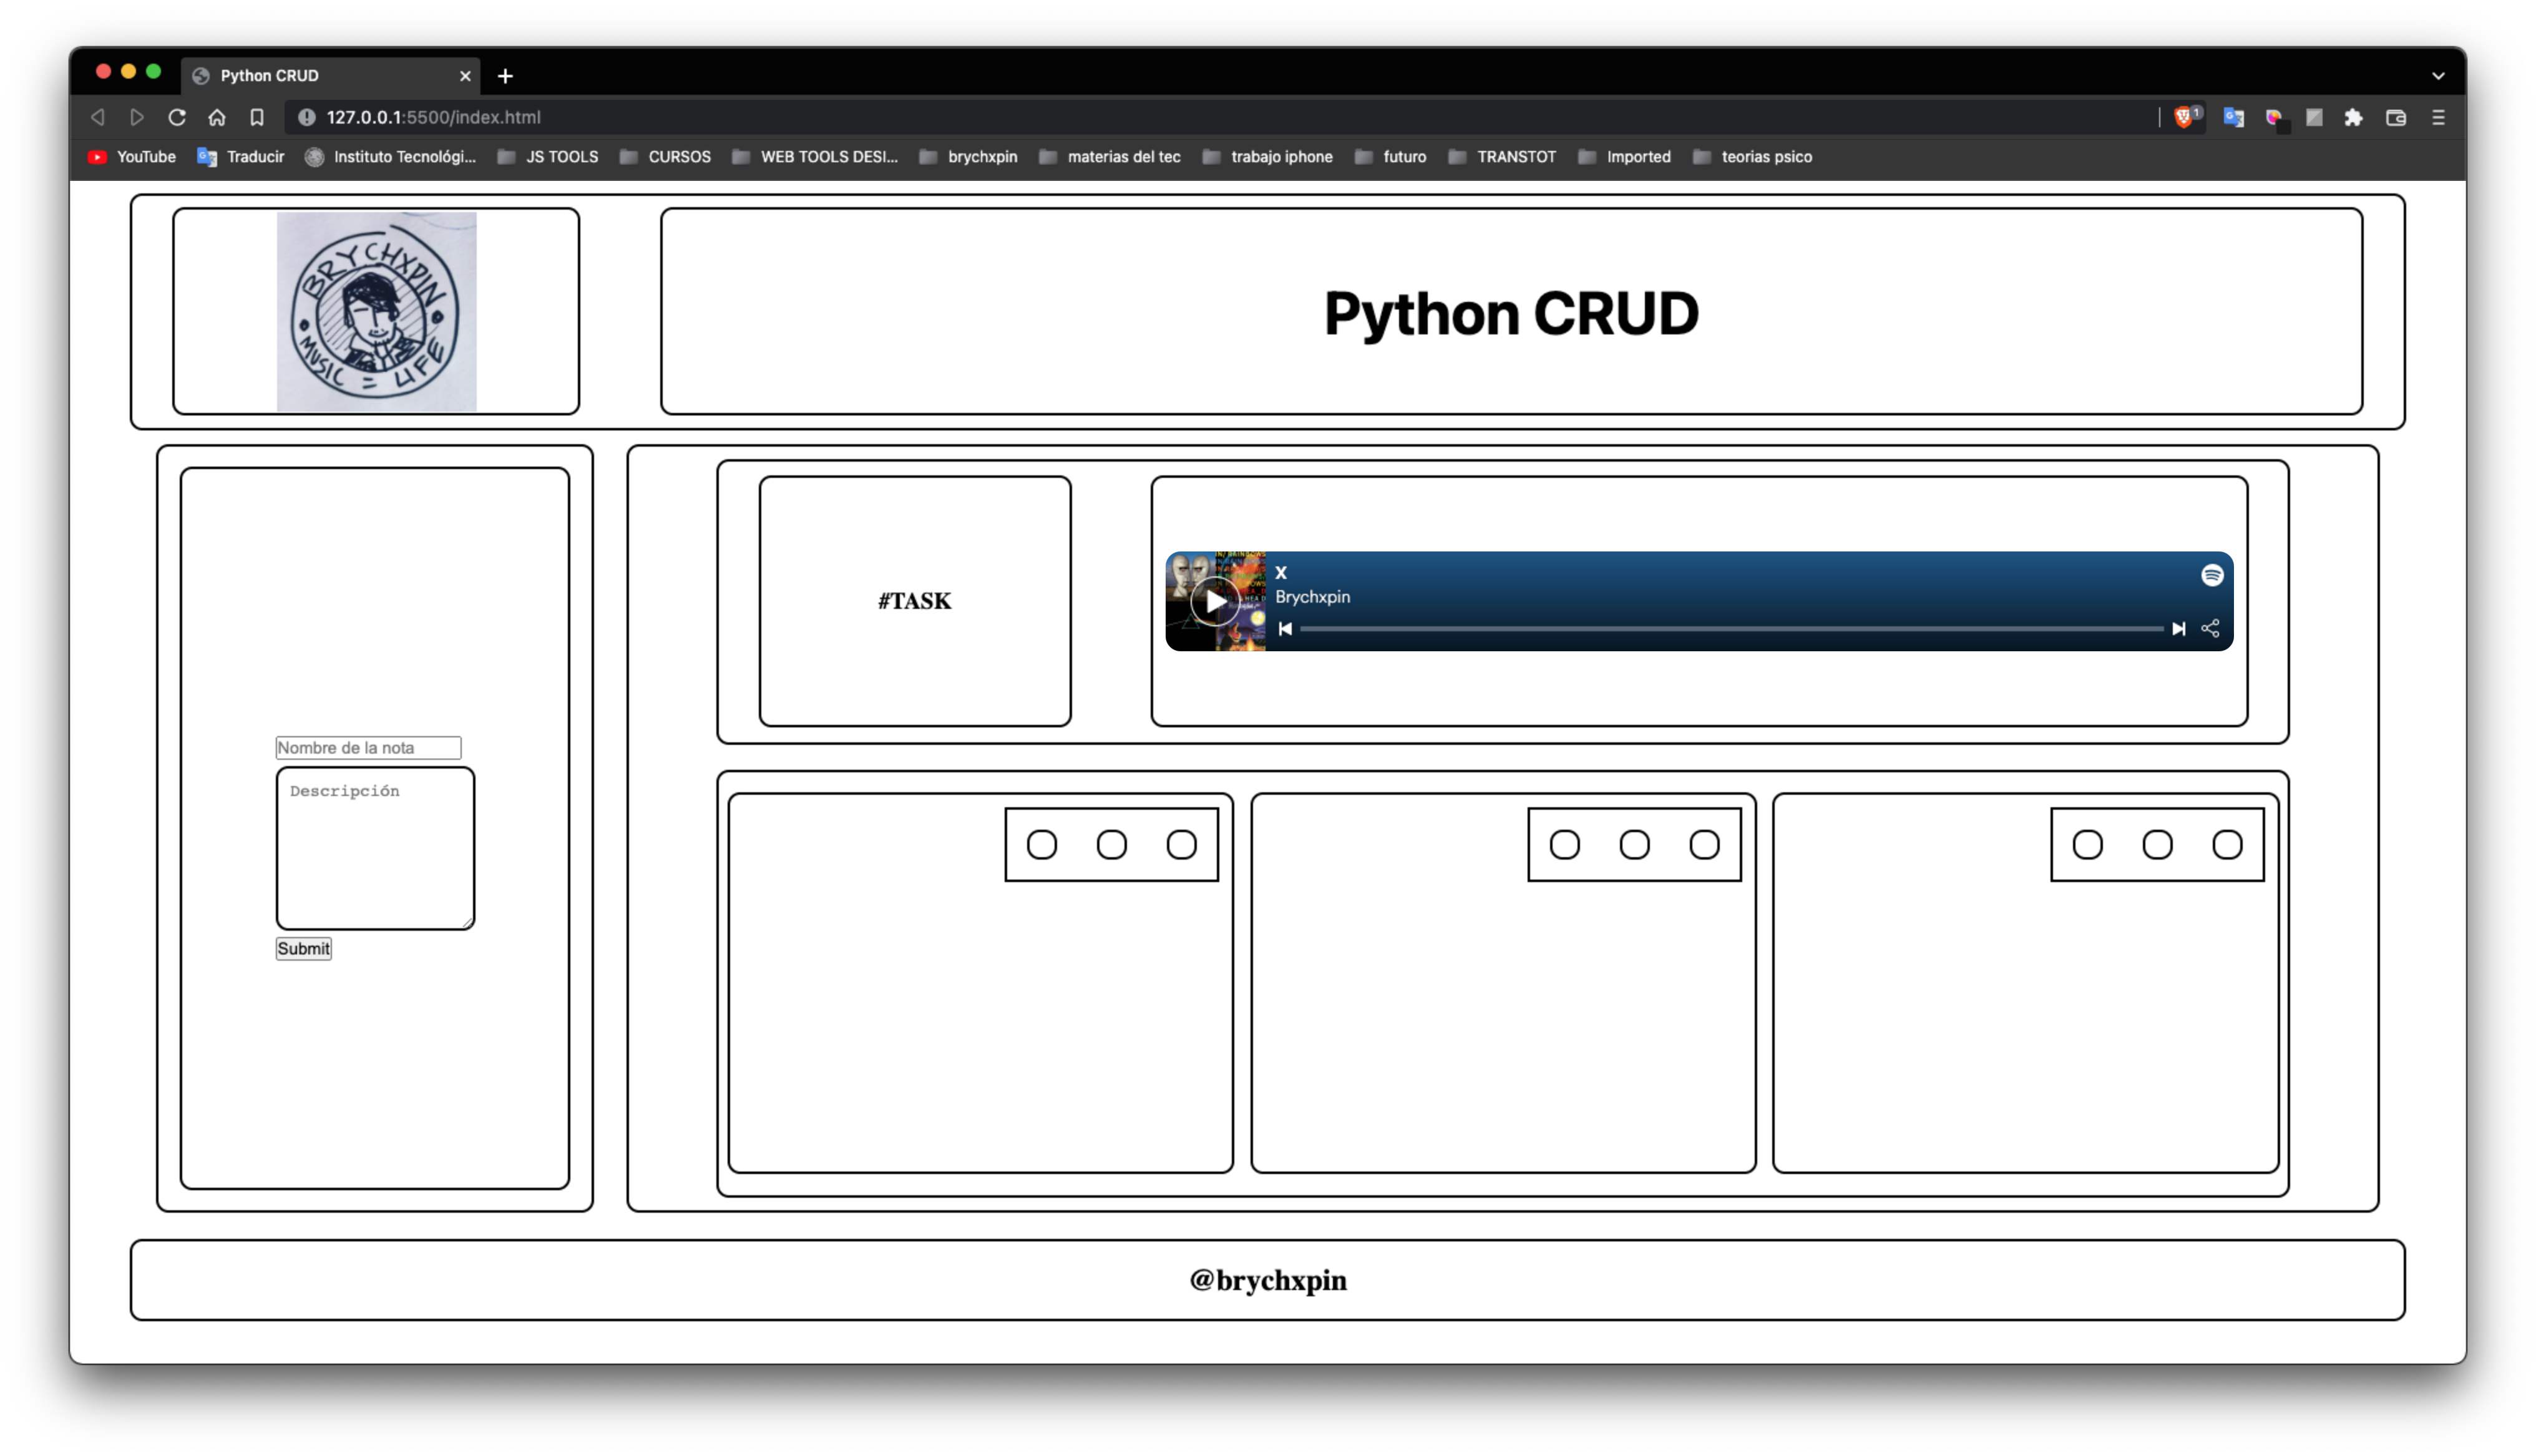 Python CRUD
127.0.0.1:5500/index.html
1
YouTube Traducir Instituto Tecnológi... JS TOOLS CURSOS WEB TOOLS DESI... brychxpin materias del tec trabajo iphone futuro TRANSTOT Imported teorias psico
BRYCHXPIN
MUSIC = LIFE
Python CRUD
#TASK
X
Brychxpin
Nombre de la nota
Descripción
Submit
@brychxpin